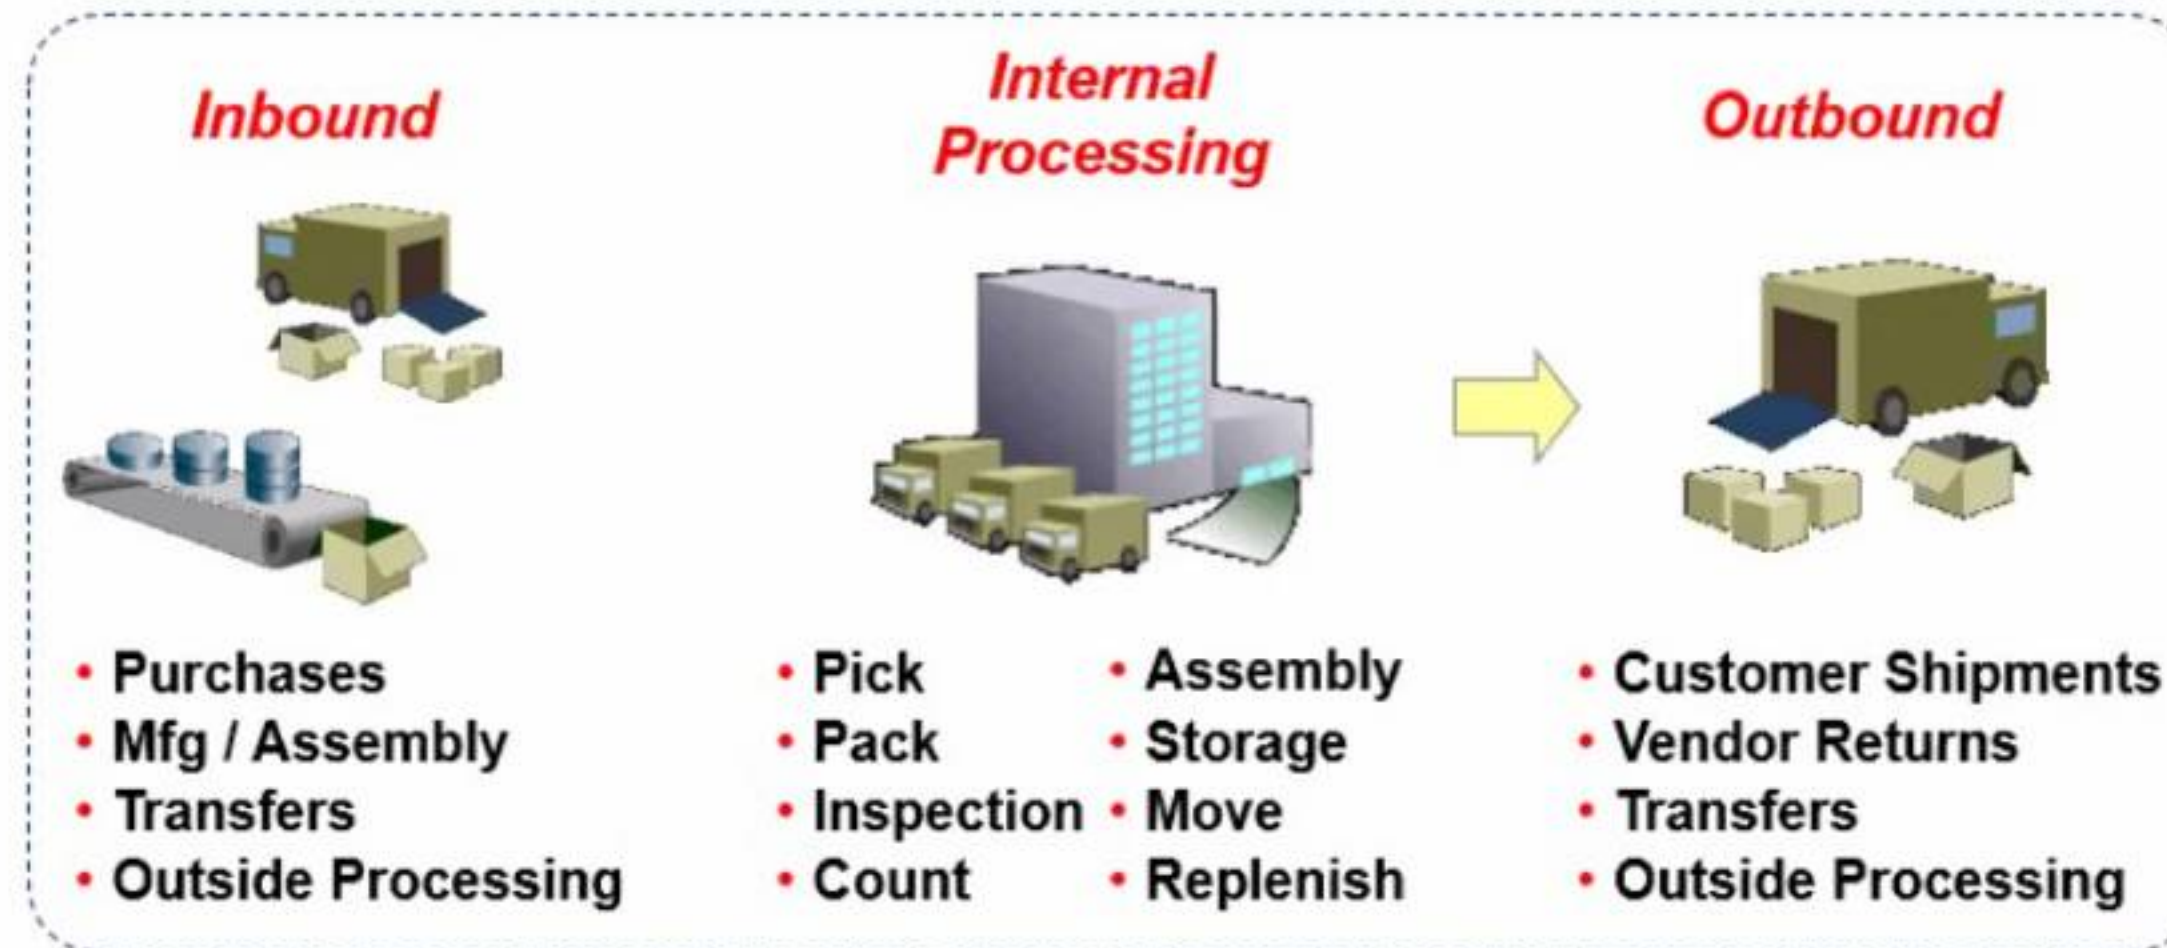 Inbound
Internal
Processing
Outbound
• Purchases
• Mfg / Assembly
• Transfers
• Outside Processing
• Pick
• Pack
• Inspection
• Count
• Assembly
• Storage
• Move
• Replenish
• Customer Shipments
• Vendor Returns
• Transfers
• Outside Processing